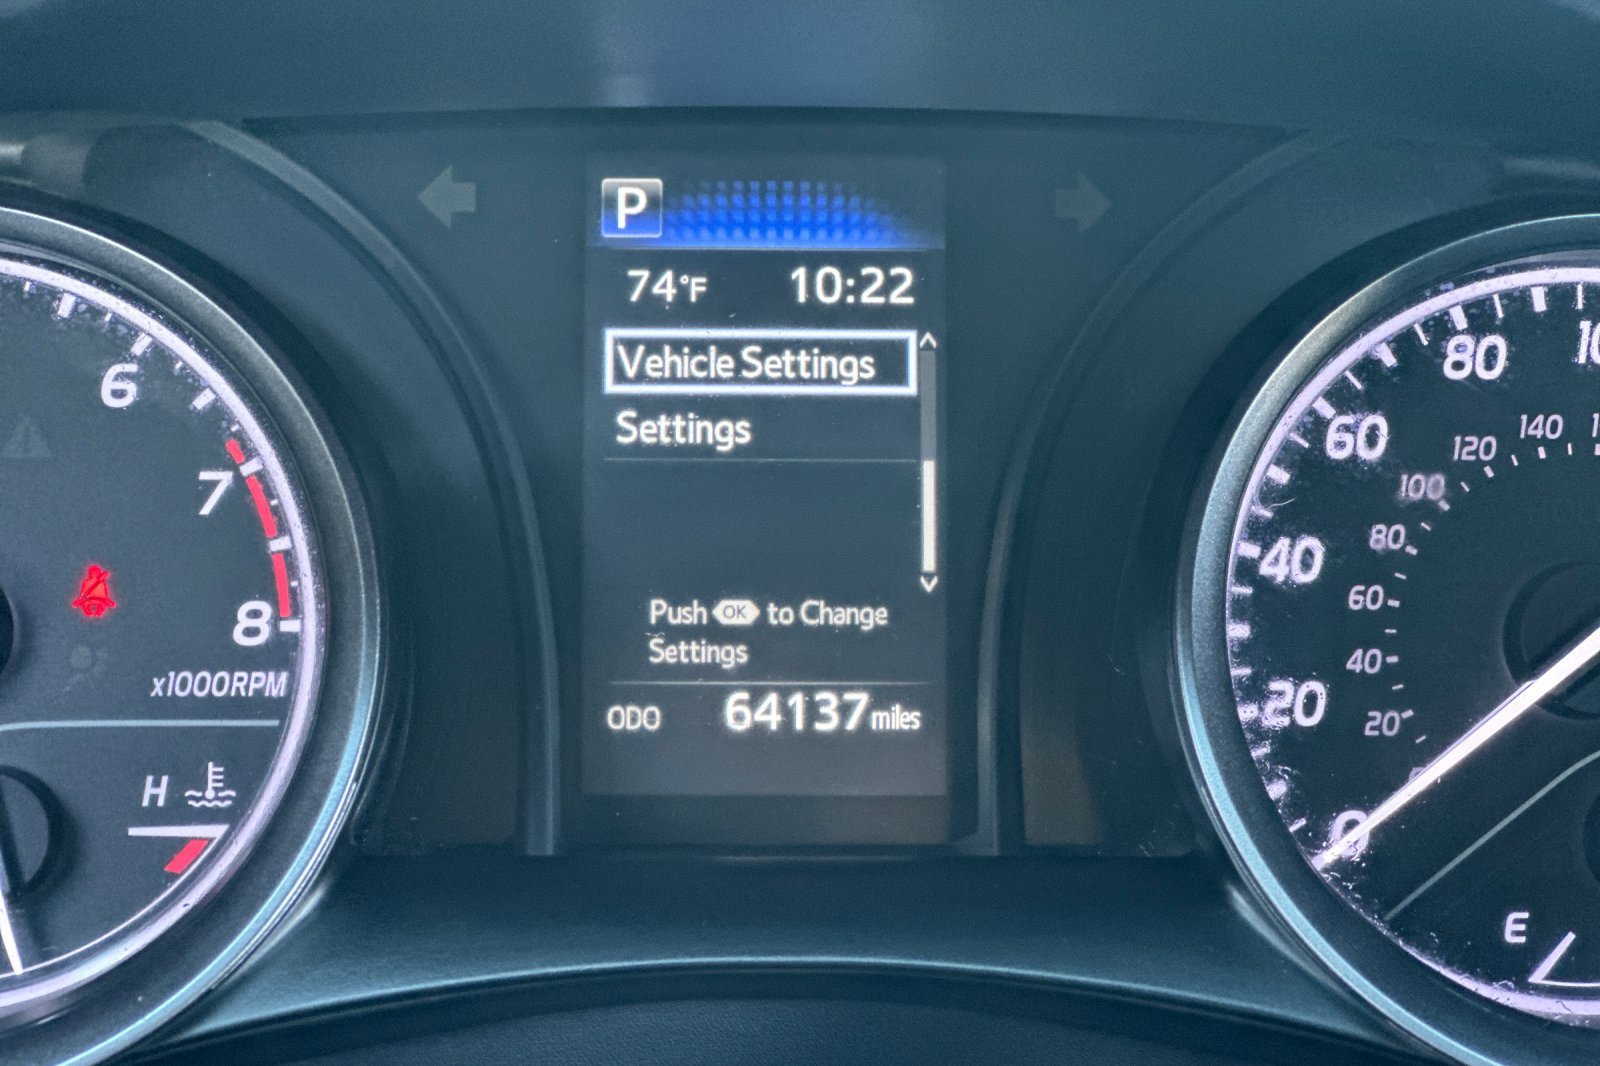 P
74°F 10:22
Vehicle Settings
Settings
Push OK to Change
Settings
ODO 64137 miles
6
7
8
x1000RPM
H
80
60
40
20
0
140
120
100
80
60
40
20
E